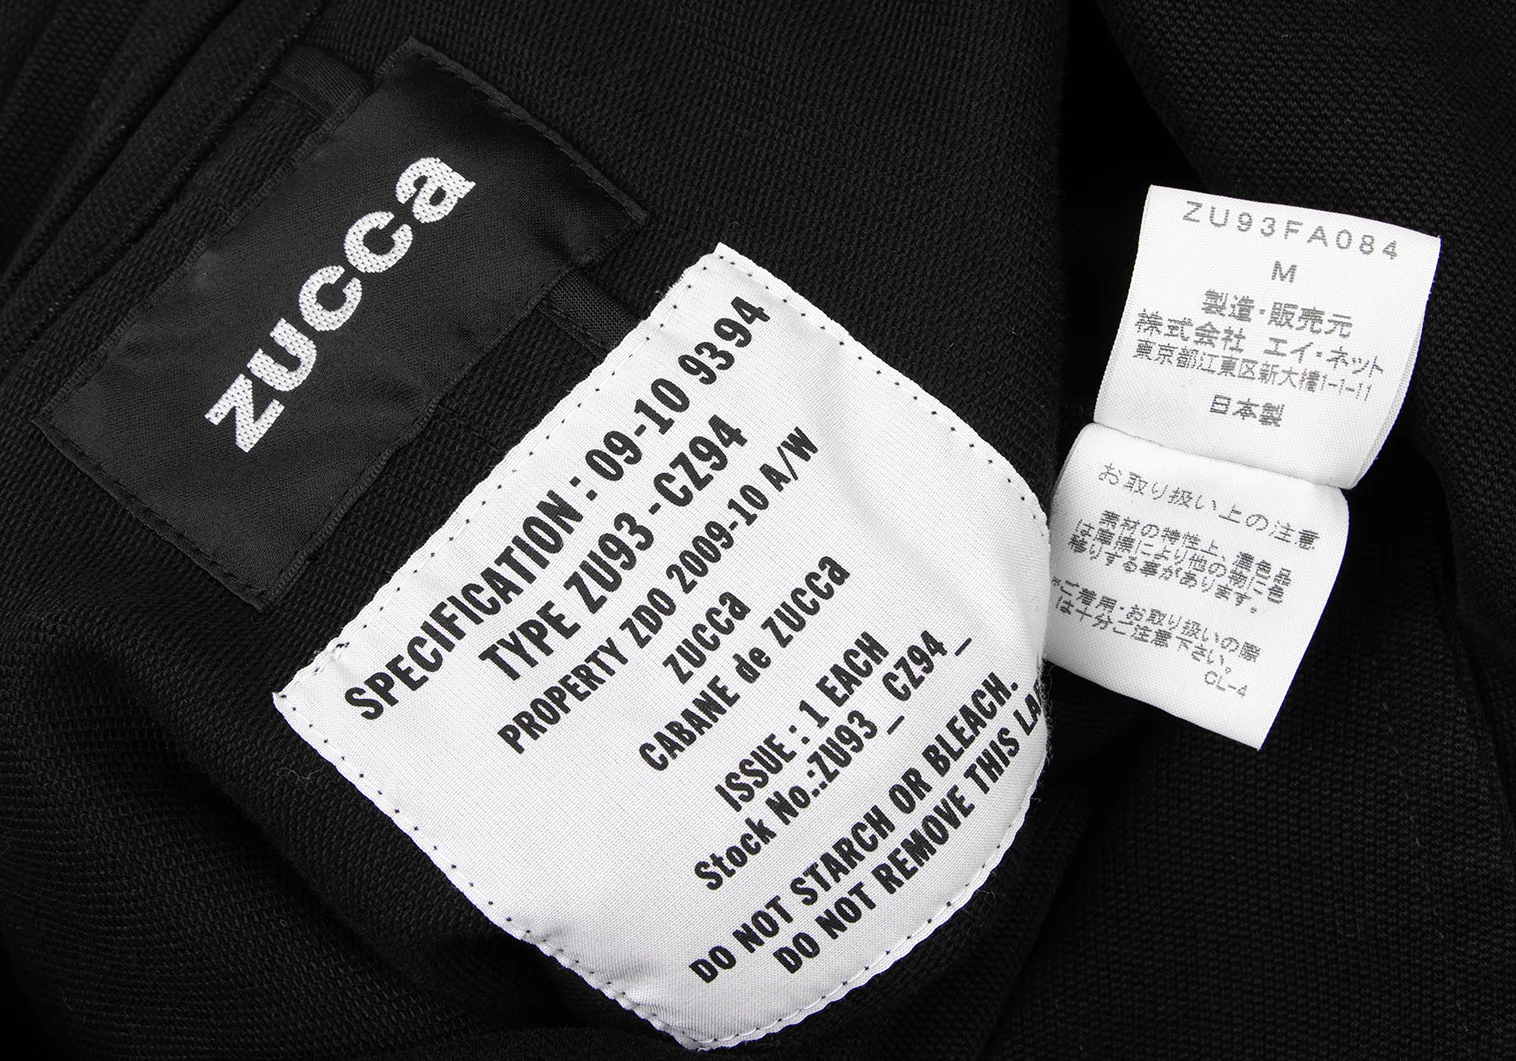 zucca
SPECIFICATION : 09-10 9394
TYPE ZU93-CZ94
PROPERTY ZDO 2009-10 A/W
ZUCCa
CABANE de ZUCCa
ISSUE : 1 EACH
Stock No.:ZU93_CZ94_
DO NOT STARCH OR BLEACH.
DO NOT REMOVE THIS LA
ZU93FA084
M
製造・販売元
株式会社 エイ・ネット
東京都江東区新大橋1-1-11
日本製
お取り扱い上の注意
素材の特性上、濃色品
は摩擦により他の物に色
移りする事があります。
ご着用・お取り扱いの際
は十分ご注意下さい。
CL-4